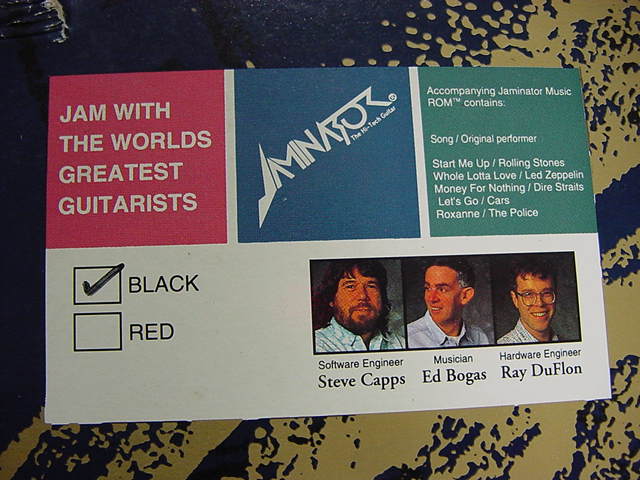 JAM WITH
THE WORLDS
GREATEST
GUITARISTS
JAMINATOR®
The Hi-Tech Guitar
Accompanying Jaminator Music
ROM™ contains:
Song / Original performer
Start Me Up / Rolling Stones
Whole Lotta Love / Led Zeppelin
Money For Nothing / Dire Straits
Let's Go / Cars
Roxanne / The Police
BLACK
RED
Software Engineer
Steve Capps
Musician
Ed Bogas
Hardware Engineer
Ray DuFlon